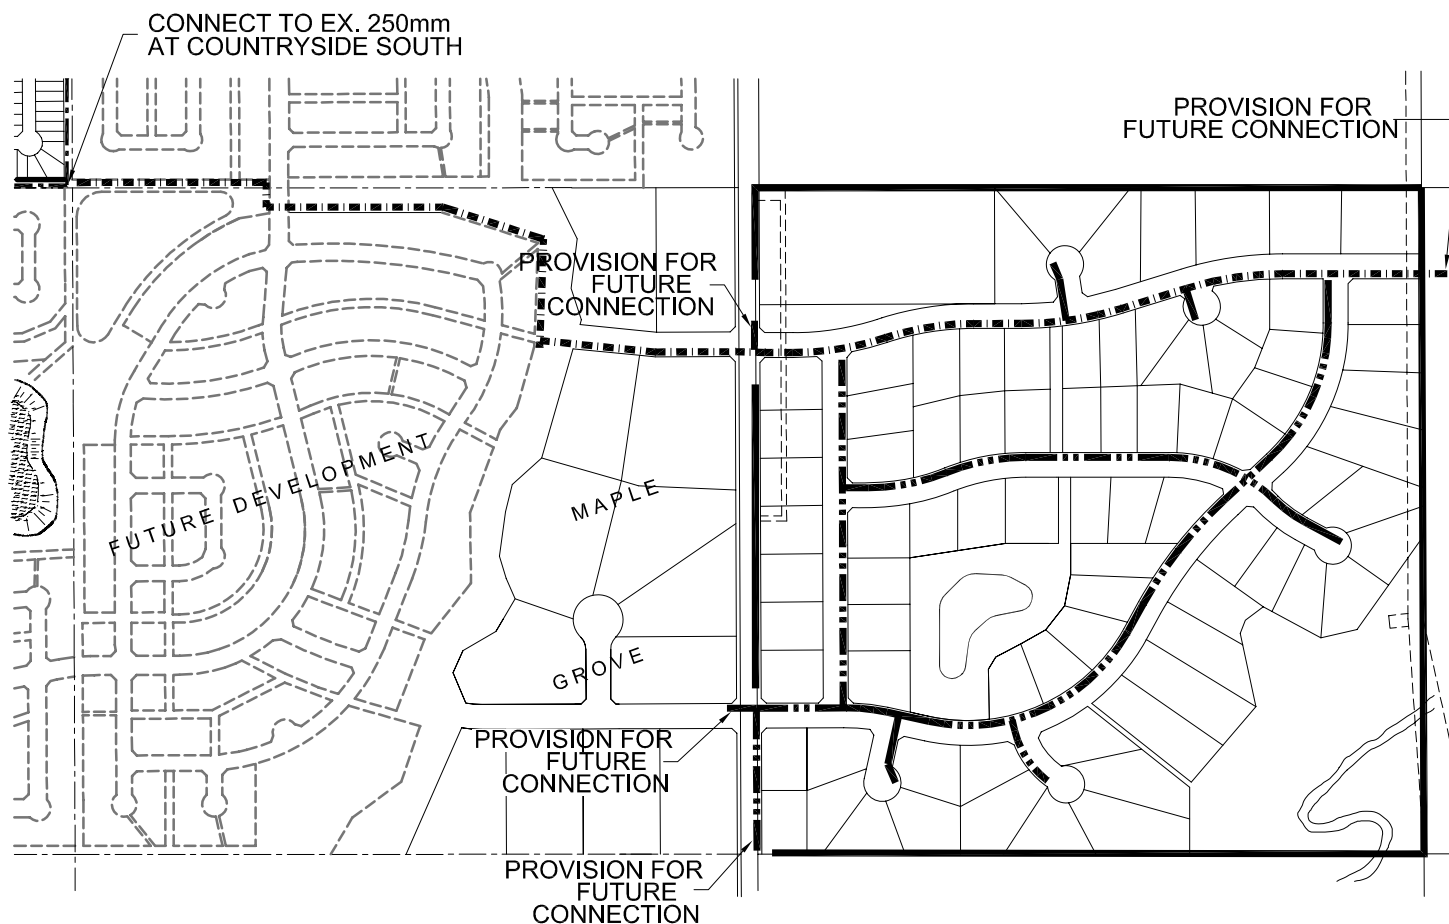 CONNECT TO EX. 250mm
AT COUNTRYSIDE SOUTH
PROVISION FOR
FUTURE CONNECTION
PROVISION FOR
FUTURE
CONNECTION
FUTURE DEVELOPMENT
MAPLE
GROVE
PROVISION FOR
FUTURE
CONNECTION
PROVISION FOR
FUTURE
CONNECTION